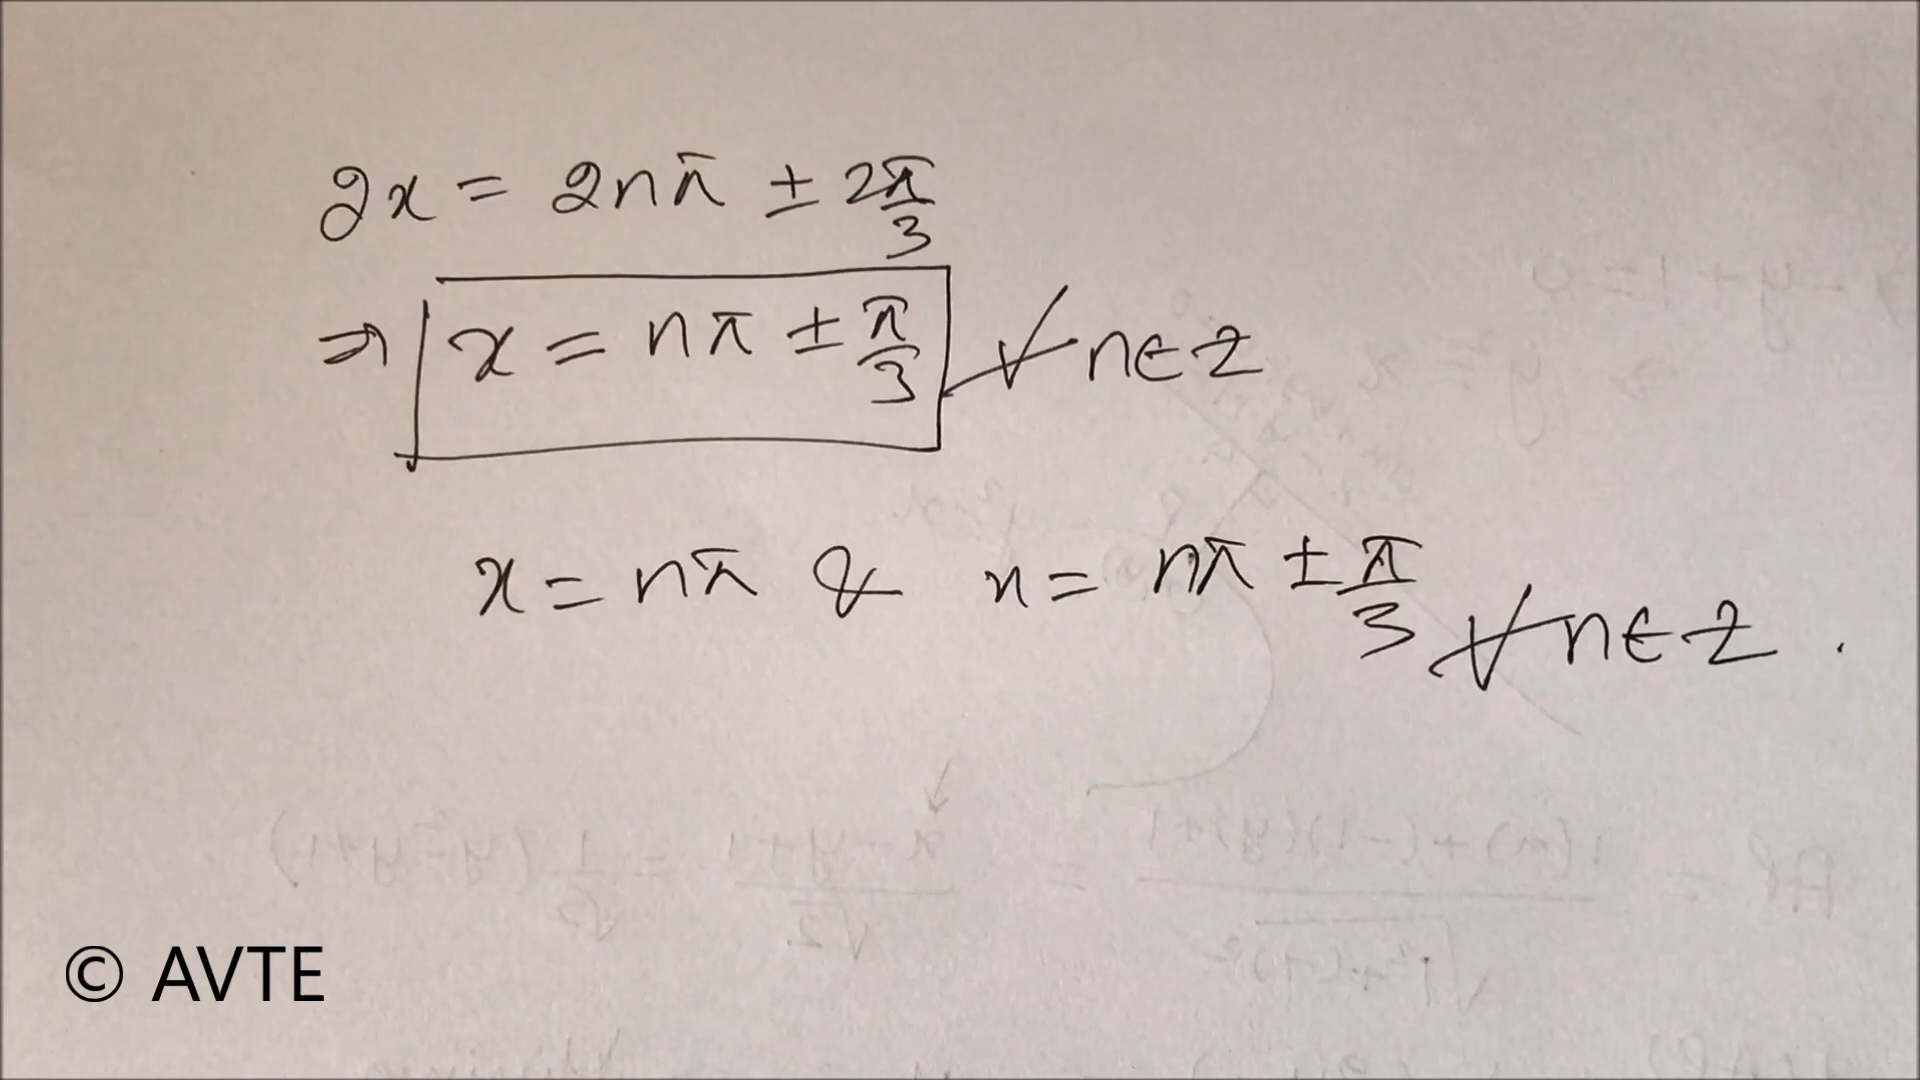 2x = 2nπ ± 2π/3
⇒ x = nπ ± π/3 ∀ n ∈ Z
x = nπ & x = nπ ± π/3 ∀ n ∈ Z .
© AVTE